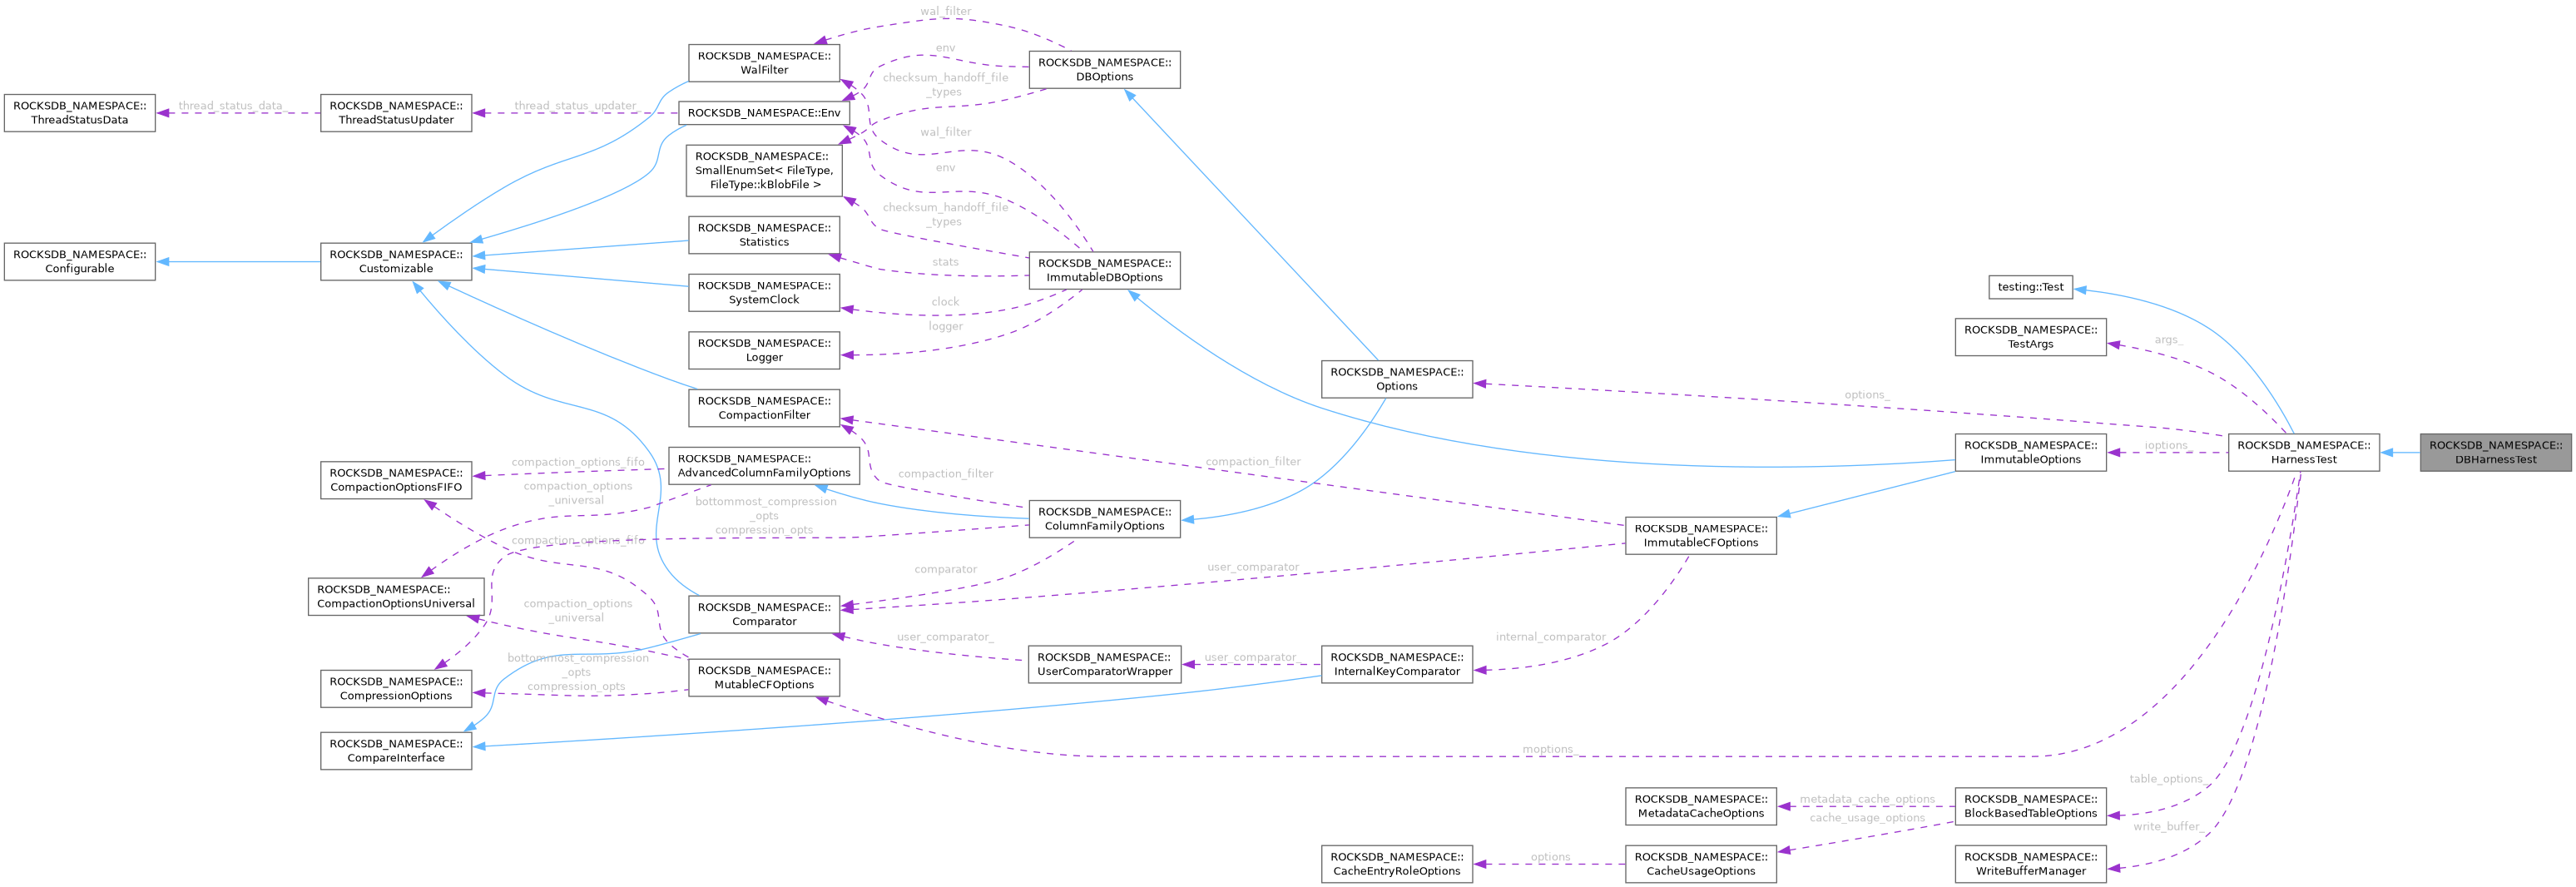 wal_filter
ROCKSDB_NAMESPACE::
WalFilter
env
ROCKSDB_NAMESPACE::
DBOptions
checksum_handoff_file
_types
ROCKSDB_NAMESPACE::
ThreadStatusData
thread_status_data_
ROCKSDB_NAMESPACE::
ThreadStatusUpdater
thread_status_updater_
ROCKSDB_NAMESPACE::Env
wal_filter
ROCKSDB_NAMESPACE::
SmallEnumSet< FileType,
FileType::kBlobFile >
env
checksum_handoff_file
_types
ROCKSDB_NAMESPACE::
Statistics
ROCKSDB_NAMESPACE::
Configurable
ROCKSDB_NAMESPACE::
Customizable
stats
ROCKSDB_NAMESPACE::
ImmutableDBOptions
ROCKSDB_NAMESPACE::
SystemClock
clock
testing::Test
logger
ROCKSDB_NAMESPACE::
Logger
ROCKSDB_NAMESPACE::
TestArgs
args_
ROCKSDB_NAMESPACE::
Options
options_
ROCKSDB_NAMESPACE::
CompactionFilter
ROCKSDB_NAMESPACE::
CompactionOptionsFIFO
compaction_options_fifo
ROCKSDB_NAMESPACE::
AdvancedColumnFamilyOptions
compaction_filter
compaction_filter
ROCKSDB_NAMESPACE::
ImmutableOptions
ioptions_
ROCKSDB_NAMESPACE::
HarnessTest
ROCKSDB_NAMESPACE::
DBHarnessTest
compaction_options
_universal
bottommost_compression
_opts
compression_opts
ROCKSDB_NAMESPACE::
ColumnFamilyOptions
ROCKSDB_NAMESPACE::
ImmutableCFOptions
compaction_options_fifo
comparator
user_comparator
ROCKSDB_NAMESPACE::
CompactionOptionsUniversal
compaction_options
_universal
ROCKSDB_NAMESPACE::
Comparator
user_comparator_
internal_comparator
bottommost_compression
_opts
compression_opts
ROCKSDB_NAMESPACE::
CompressionOptions
ROCKSDB_NAMESPACE::
MutableCFOptions
ROCKSDB_NAMESPACE::
UserComparatorWrapper
user_comparator_
ROCKSDB_NAMESPACE::
InternalKeyComparator
ROCKSDB_NAMESPACE::
CompareInterface
moptions_
table_options_
ROCKSDB_NAMESPACE::
MetadataCacheOptions
metadata_cache_options
ROCKSDB_NAMESPACE::
BlockBasedTableOptions
cache_usage_options
write_buffer_
ROCKSDB_NAMESPACE::
CacheEntryRoleOptions
options
ROCKSDB_NAMESPACE::
CacheUsageOptions
ROCKSDB_NAMESPACE::
WriteBufferManager